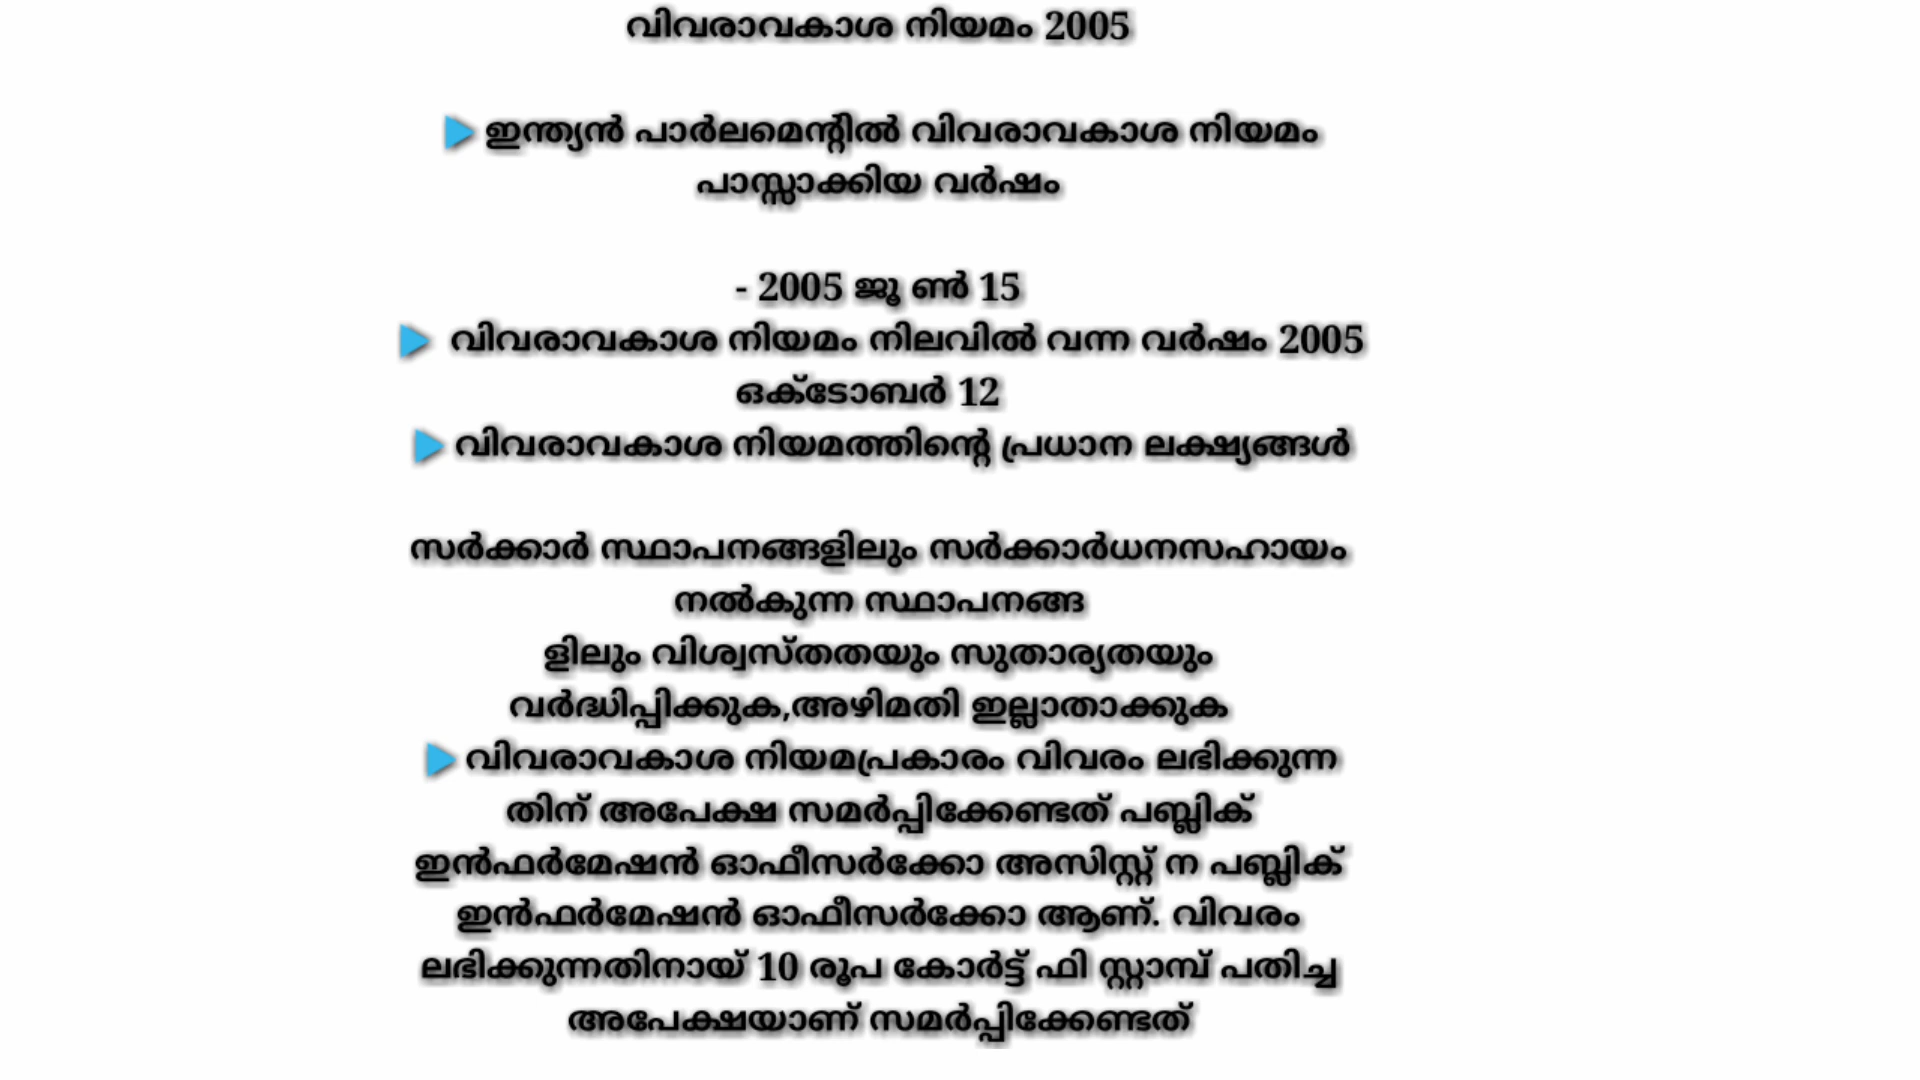 വിവരാവകാശ നിയമം 2005
ഇന്ത്യൻ പാർലമെന്റിൽ വിവരാവകാശ നിയമം
പാസ്സാക്കിയ വർഷം
- 2005 ജൂ ൺ 15
വിവരാവകാശ നിയമം നിലവിൽ വന്ന വർഷം 2005
ഒക്ടോബർ 12
വിവരാവകാശ നിയമത്തിന്റെ പ്രധാന ലക്ഷ്യങ്ങൾ
സർക്കാർ സ്ഥാപനങ്ങളിലും സർക്കാർധനസഹായം
നൽകുന്ന സ്ഥാപനങ്ങ
ളിലും വിശ്വസ്തതയും സുതാര്യതയും
വർദ്ധിപ്പിക്കുക,അഴിമതി ഇല്ലാതാക്കുക
വിവരാവകാശ നിയമപ്രകാരം വിവരം ലഭിക്കുന്ന
തിന് അപേക്ഷ സമർപ്പിക്കേണ്ടത് പബ്ലിക്
ഇൻഫർമേഷൻ ഓഫീസർക്കോ അസിസ്റ്റ് ന പബ്ലിക്
ഇൻഫർമേഷൻ ഓഫീസർക്കോ ആണ്. വിവരം
ലഭിക്കുന്നതിനായ് 10 രൂപ കോർട്ട് ഫി സ്റ്റാമ്പ് പതിച്ച
അപേക്ഷയാണ് സമർപ്പിക്കേണ്ടത്